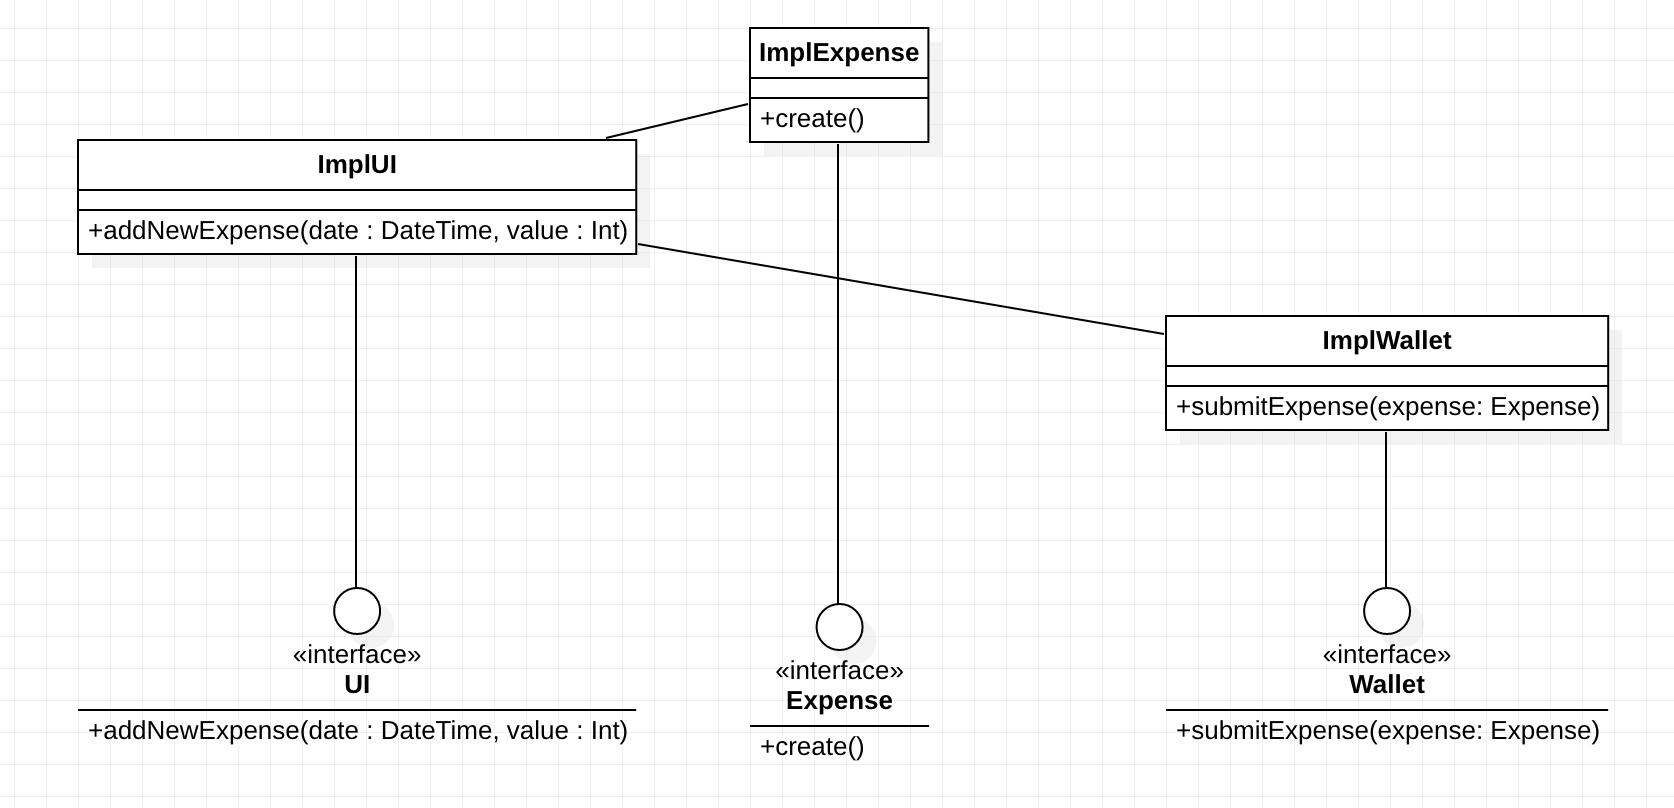 ImplExpense
+create()
ImplUI
+addNewExpense(date : DateTime, value : Int)
ImplWallet
+submitExpense(expense: Expense)
«interface»
UI
+addNewExpense(date : DateTime, value : Int)
«interface»
Expense
+create()
«interface»
Wallet
+submitExpense(expense: Expense)